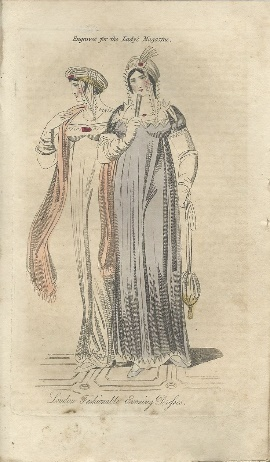 Engraved for the Lady's Magazine.
London Fashionable Evening Dresses.